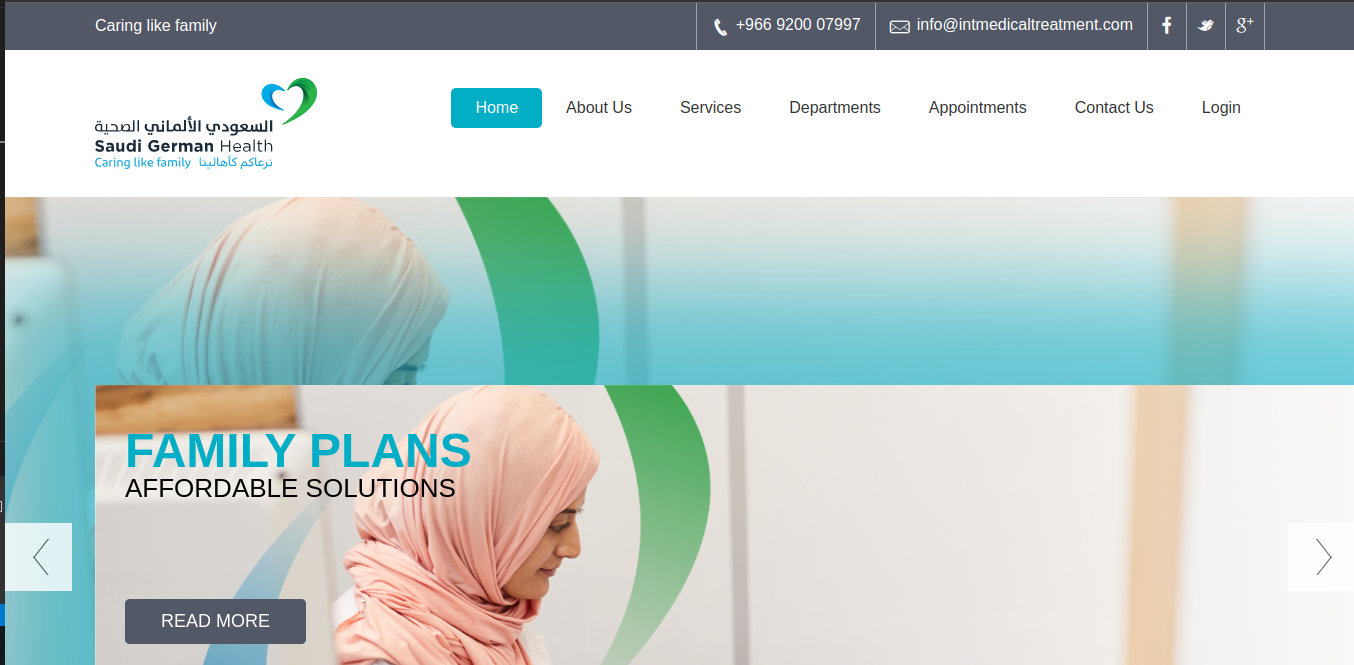 Caring like family
+966 9200 07997
info@intmedicaltreatment.com
السعودي الألماني الصحية
Saudi German Health
Caring like family نرعاكم كأهالينا
Home
About Us
Services
Departments
Appointments
Contact Us
Login
FAMILY PLANS
AFFORDABLE SOLUTIONS
READ MORE